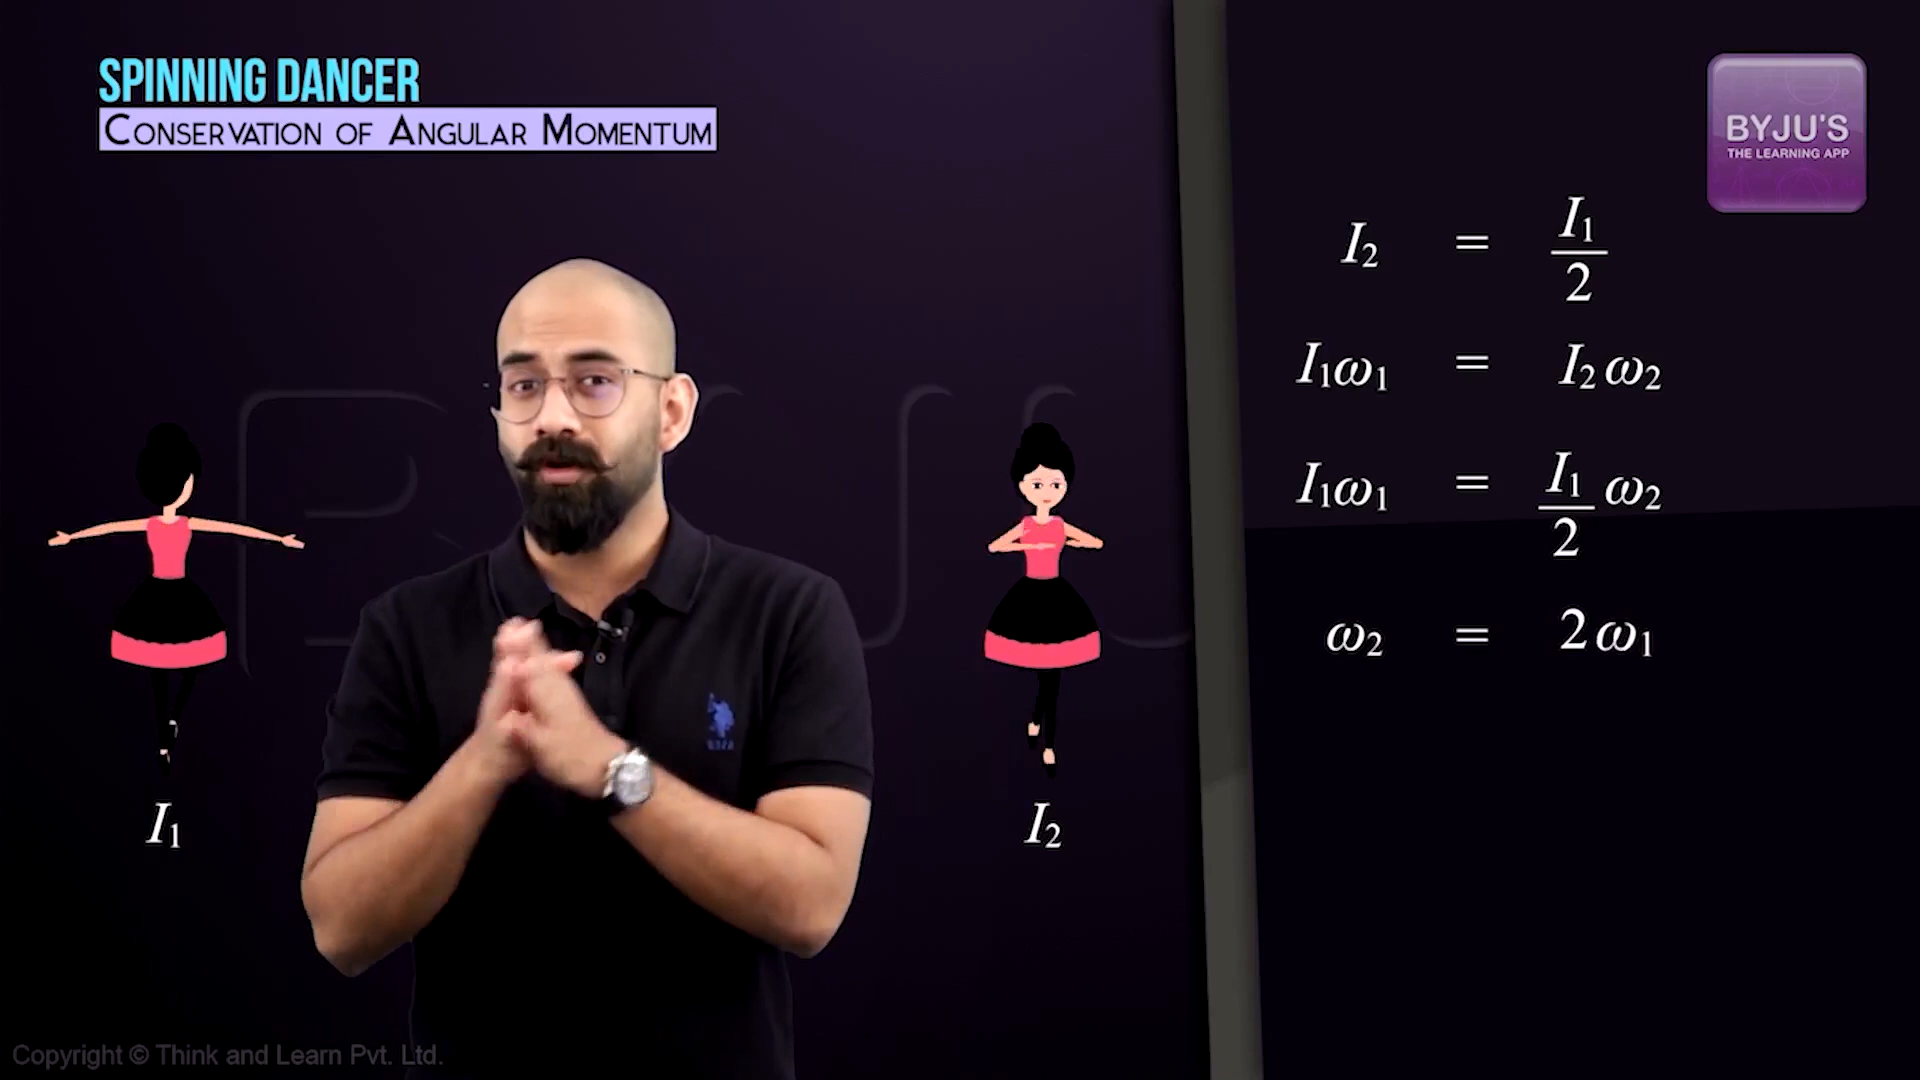 SPINNING DANCER
CONSERVATION OF ANGULAR MOMENTUM
BYJU'S
THE LEARNING APP
I₂ = I₁/2
I₁ω₁ = I₂ω₂
I₁ω₁ = I₁/2 ω₂
ω₂ = 2ω₁
I₁
I₂
Copyright © Think and Learn Pvt. Ltd.